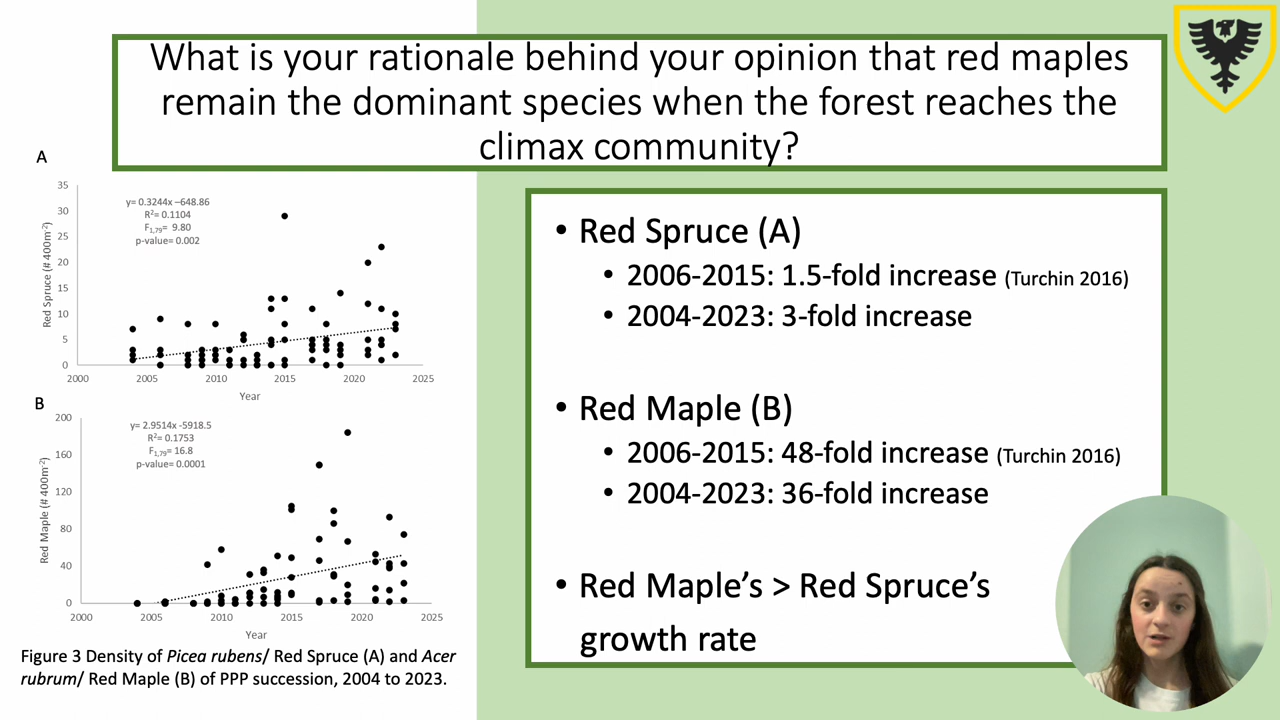 What is your rationale behind your opinion that red maples
remain the dominant species when the forest reaches the
climax community?
A
35
30
25
20
15
10
5
0
Red Spruce (# 400m⁻²)
y= 0.3244x –648.86
R²= 0.1104
F₁,₇₉= 9.80
p-value= 0.002
2000 2005 2010 2015 2020 2025
Year
B
200
160
120
80
40
0
Red Maple (# 400m⁻²)
y= 2.9514x -5918.5
R²= 0.1753
F₁,₇₉= 16.8
p-value= 0.0001
2000 2005 2010 2015 2020 2025
Year
Figure 3 Density of Picea rubens/ Red Spruce (A) and Acer
rubrum/ Red Maple (B) of PPP succession, 2004 to 2023.
• Red Spruce (A)
• 2006-2015: 1.5-fold increase (Turchin 2016)
• 2004-2023: 3-fold increase
• Red Maple (B)
• 2006-2015: 48-fold increase (Turchin 2016)
• 2004-2023: 36-fold increase
• Red Maple’s > Red Spruce’s
growth rate